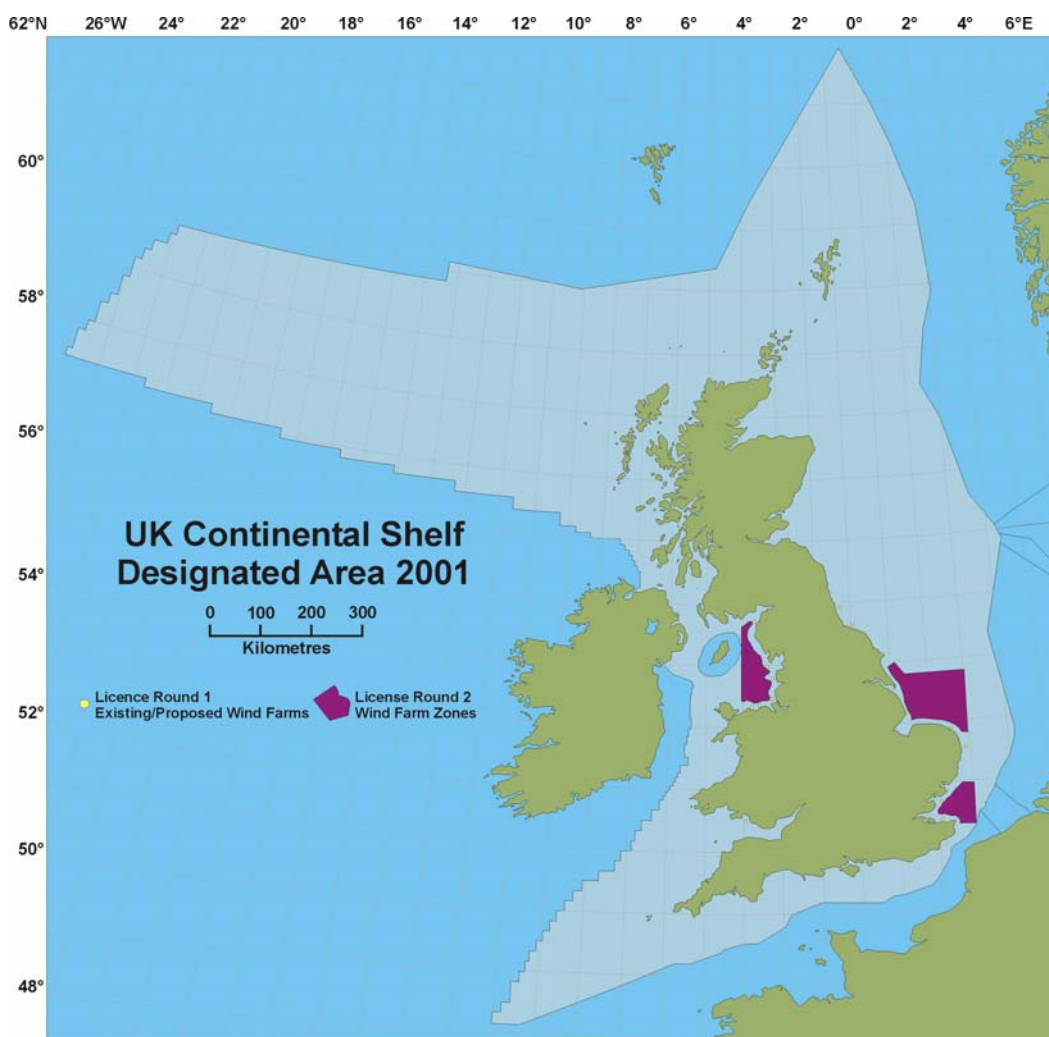 62°N 26°W 24° 22° 20° 18° 16° 14° 12° 10° 8° 6° 4° 2° 0° 2° 4° 6°E
60°
58°
56°
54°
52°
50°
48°
UK Continental Shelf
Designated Area 2001
0 100 200 300
Kilometres
Licence Round 1
Existing/Proposed Wind Farms
License Round 2
Wind Farm Zones